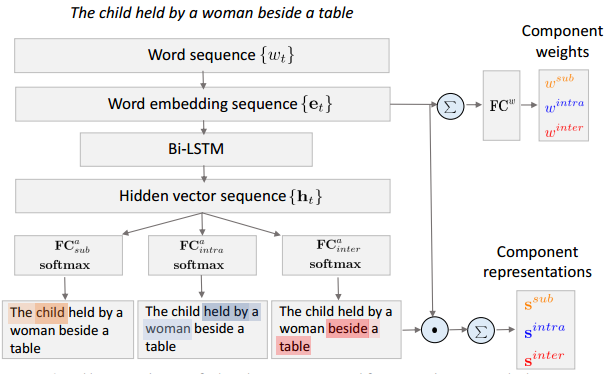 The child held by a woman beside a table
Word sequence {w_t}
Word embedding sequence {e_t}
Bi-LSTM
Hidden vector sequence {h_t}
FC^a_sub
softmax
FC^a_intra
softmax
FC^a_inter
softmax
The child held by a
woman beside a
table
The child held by a
woman beside a
table
The child held by a
woman beside a
table
Σ
FC^w
Component
weights
w^sub
w^intra
w^inter
Σ
Component
representations
s^sub
s^intra
s^inter